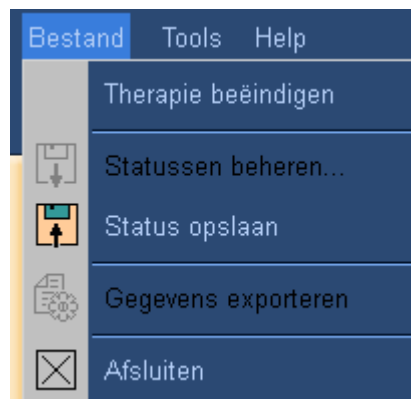 Bestand Tools Help
Therapie beëindigen
Statussen beheren...
Status opslaan
Gegevens exporteren
Afsluiten